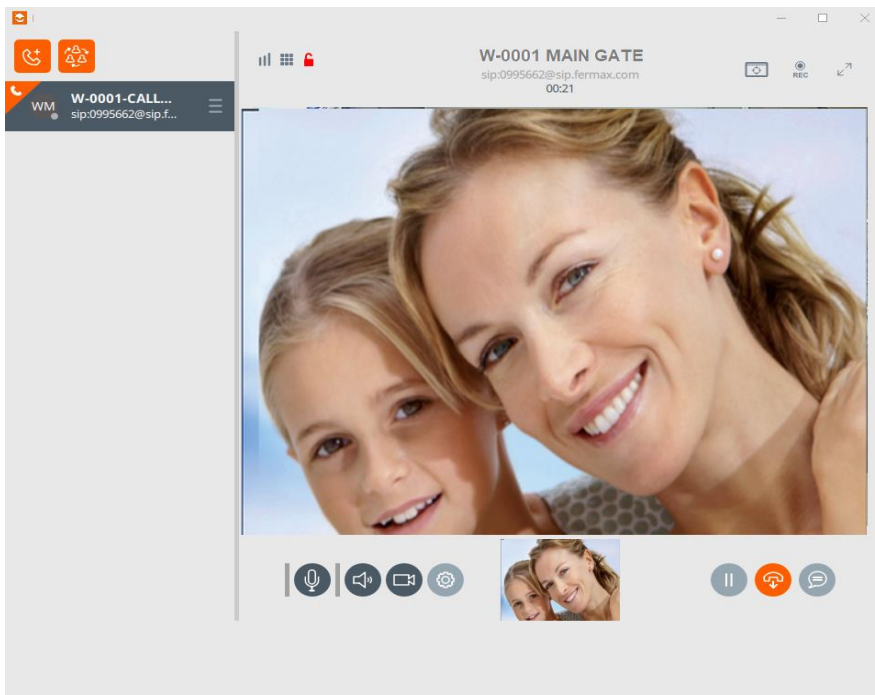 W-0001 MAIN GATE
sip:0995662@sip.fermax.com
00:21
REC
WM
W-0001-CALL...
sip:0995662@sip.f...